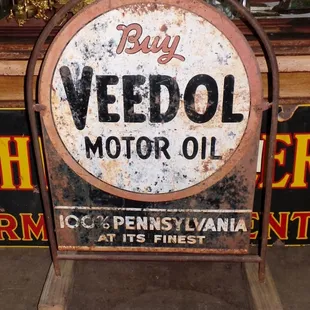 Buy
VEEDOL
MOTOR OIL
100% PENNSYLVANIA
AT ITS FINEST